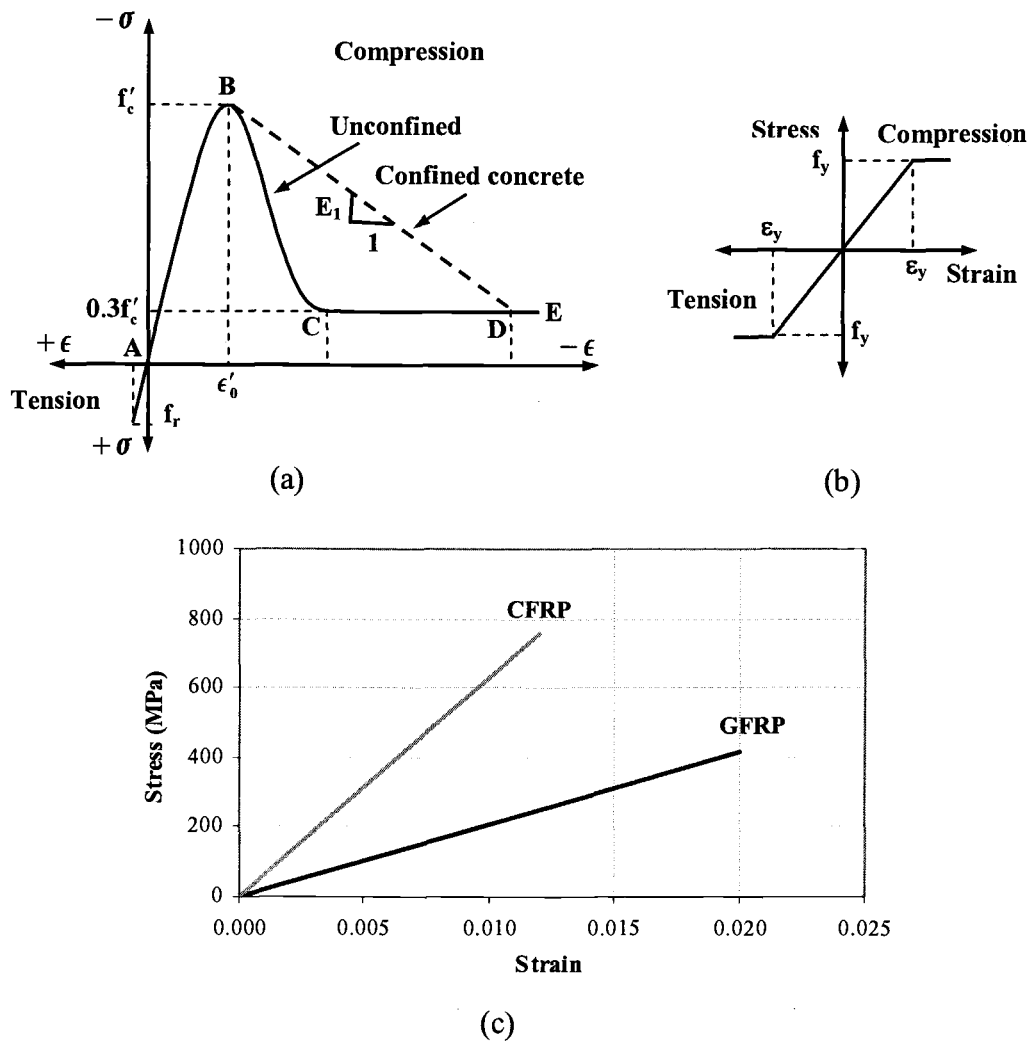 −σ
Compression
B
f′c
Unconfined
Confined concrete
E1
1
0.3f′c
C
D
E
+ϵ
A
−ϵ
ϵ′0
Tension
fr
+σ
(a)
Stress
Compression
fy
εy
εy
Strain
Tension
fy
(b)
1000
CFRP
800
600
GFRP
400
200
0
Stress (MPa)
0.000 0.005 0.010 0.015 0.020 0.025
Strain
(c)